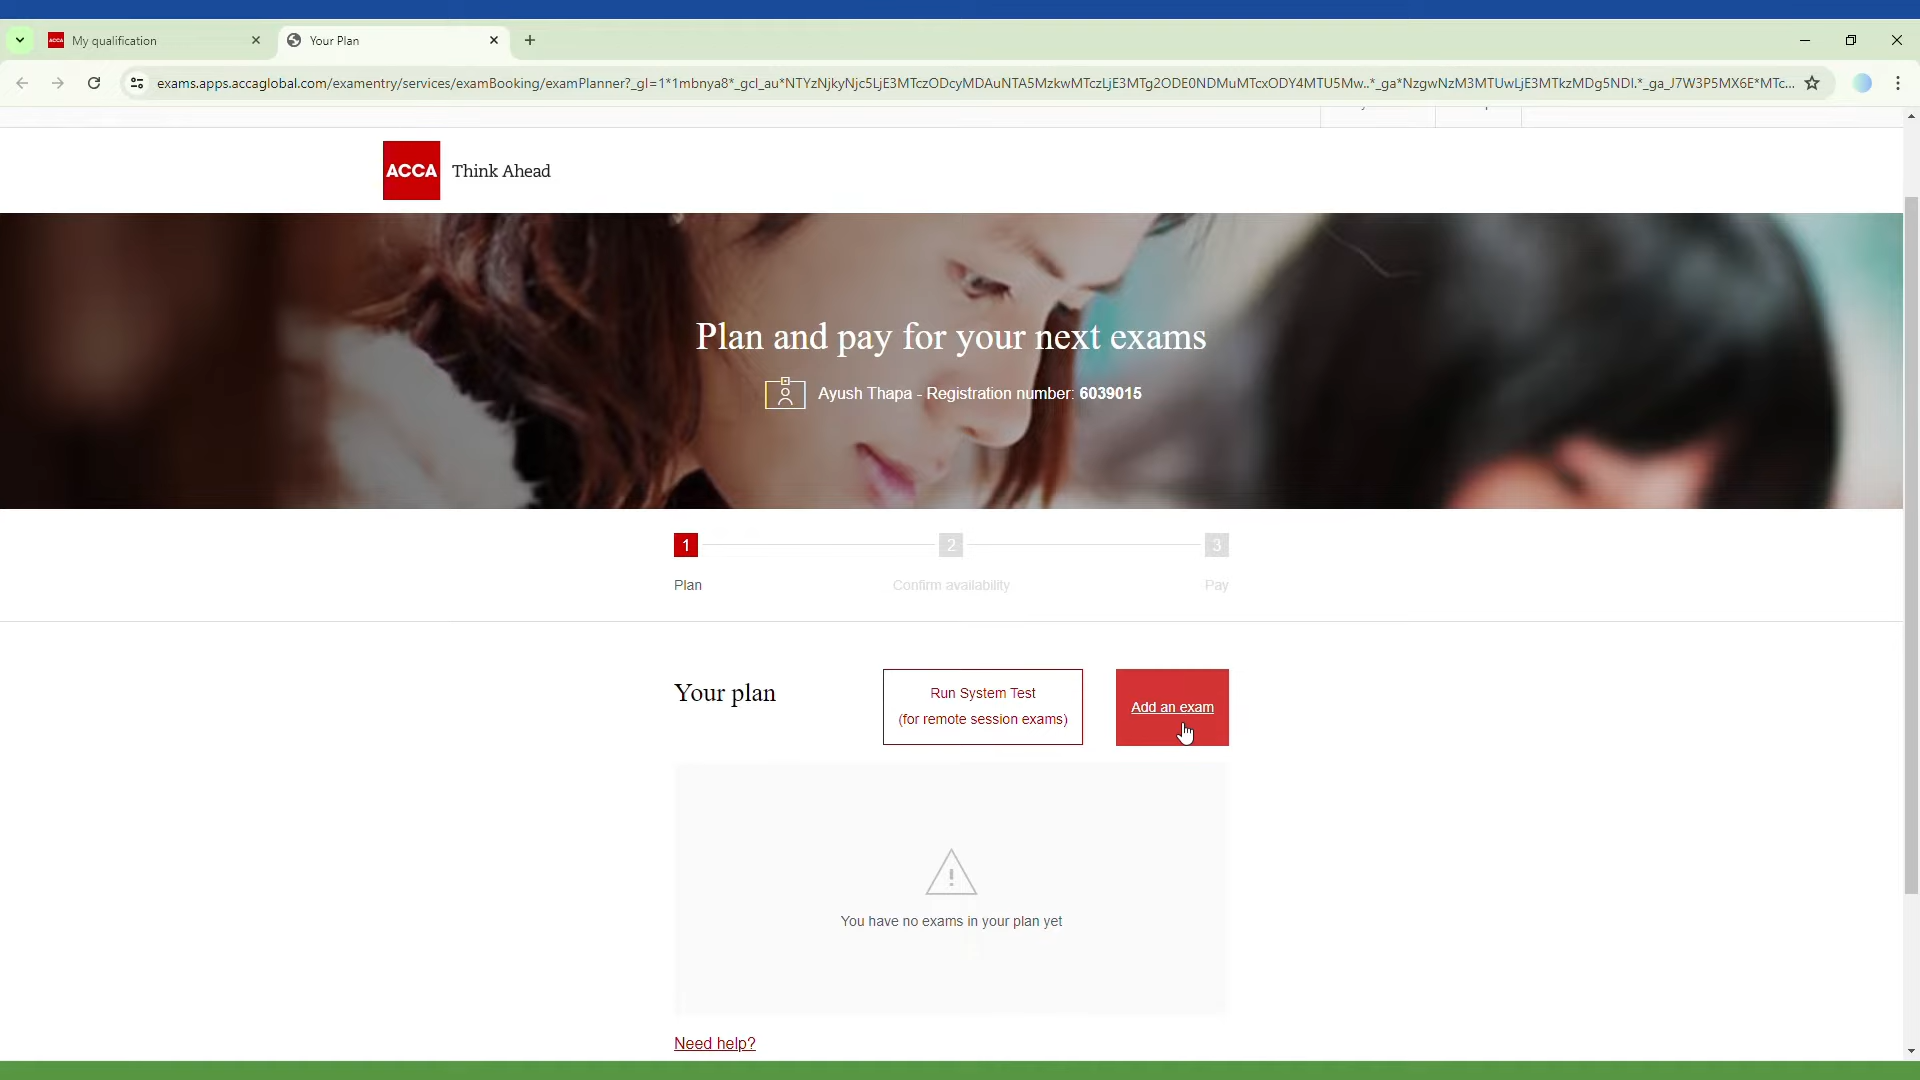 ACCA My qualification
Your Plan
exams.apps.accaglobal.com/examentry/services/examBooking/examPlanner?_gl=1*1mbnya8*_gcl_au*NTYzNjkyNjc5LjE3MTczODcyMDAuNTA5MzkwMTczLjE3MTg2ODE0NDMuMTcxODY4MTU5Mw..*_ga*NzgwNzM3MTUwLjE3MTkzMDg5NDI.*_ga_J7W3P5MX6E*MTc...
ACCA Think Ahead
Plan and pay for your next exams
Ayush Thapa - Registration number: 6039015
1 2 3
Plan Confirm availability Pay
Your plan
Run System Test
(for remote session exams)
Add an exam
You have no exams in your plan yet
Need help?